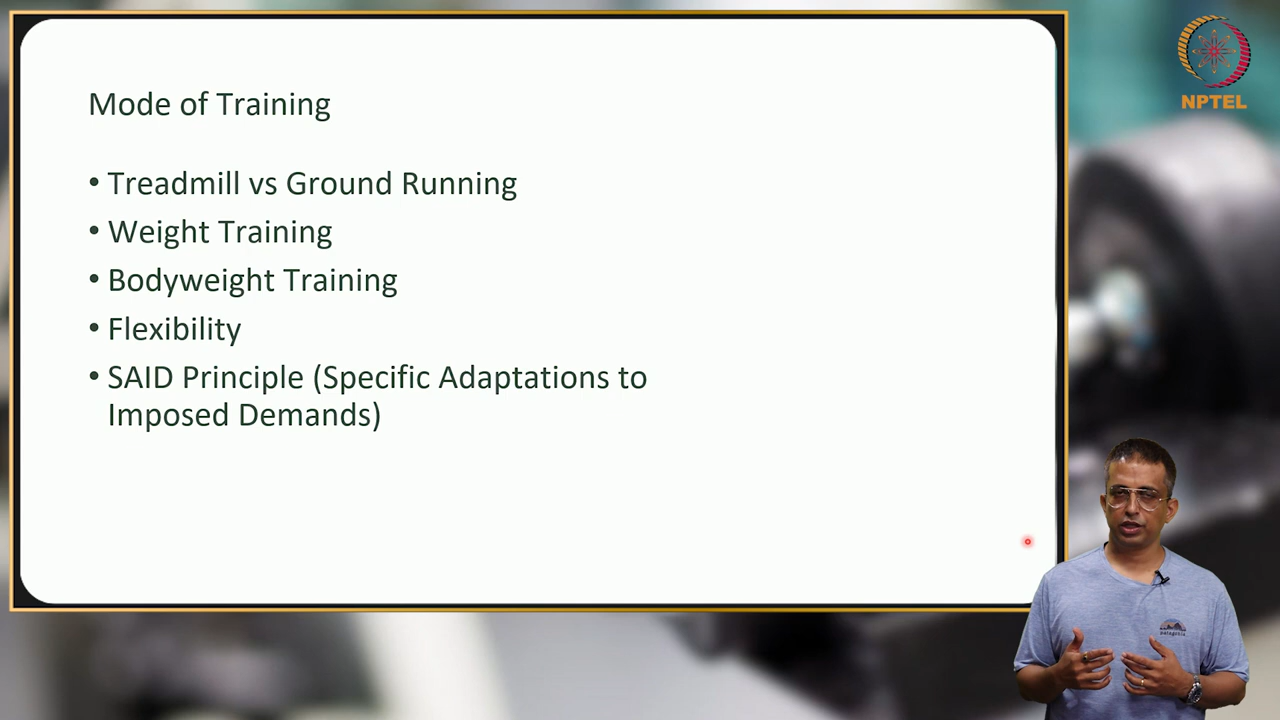 Mode of Training
• Treadmill vs Ground Running
• Weight Training
• Bodyweight Training
• Flexibility
• SAID Principle (Specific Adaptations to
Imposed Demands)
NPTEL
patagonia